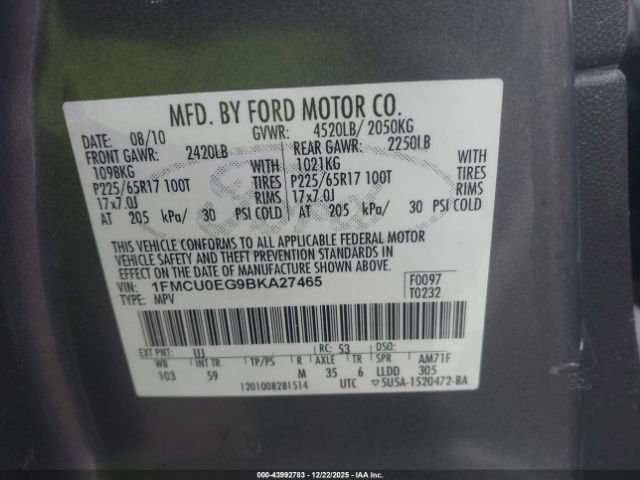 MFD. BY FORD MOTOR CO.
DATE: 08/10 GVWR: 4520LB/ 2050KG
FRONT GAWR: 2420LB REAR GAWR: 2250LB
1098KG WITH 1021KG WITH
P225/65R17 100T TIRES P225/65R17 100T TIRES
17x7.0J RIMS 17x7.0J RIMS
AT 205 kPa/ 30 PSI COLD AT 205 kPa/ 30 PSI COLD
THIS VEHICLE CONFORMS TO ALL APPLICABLE FEDERAL MOTOR
VEHICLE SAFETY AND THEFT PREVENTION STANDARDS IN
EFFECT ON THE DATE OF MANUFACTURE SHOWN ABOVE.
VIN: 1FMCU0EG9BKA27465 F0097
TYPE: MPV T0232
EXT PNT: UJ RC: 53 DSO:
WB INT TR TP/PS R AXLE TR SPR AM71F
103 59 M 35 6 LLDD 305
1201008281514 UTC ▽5U5A-1520472-BA
00-43992783 - 12/22/2025 - IAAI.com